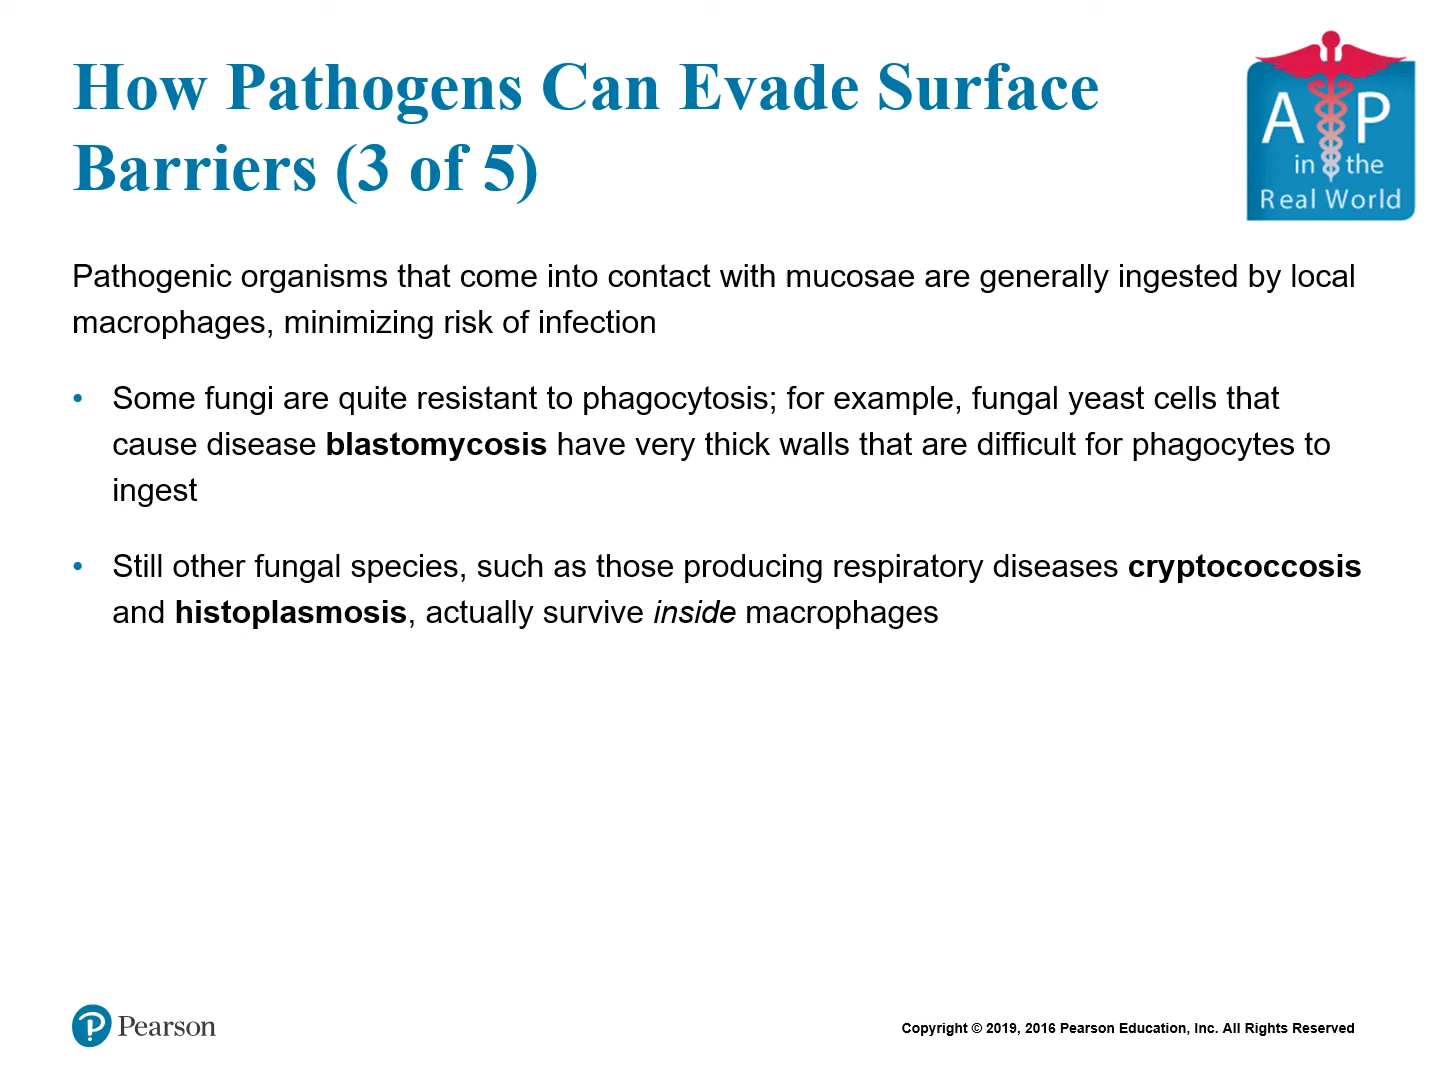 How Pathogens Can Evade Surface
Barriers (3 of 5)
A P
in the
Real World
Pathogenic organisms that come into contact with mucosae are generally ingested by local
macrophages, minimizing risk of infection
• Some fungi are quite resistant to phagocytosis; for example, fungal yeast cells that
cause disease blastomycosis have very thick walls that are difficult for phagocytes to
ingest
• Still other fungal species, such as those producing respiratory diseases cryptococcosis
and histoplasmosis, actually survive inside macrophages
Pearson
Copyright © 2019, 2016 Pearson Education, Inc. All Rights Reserved